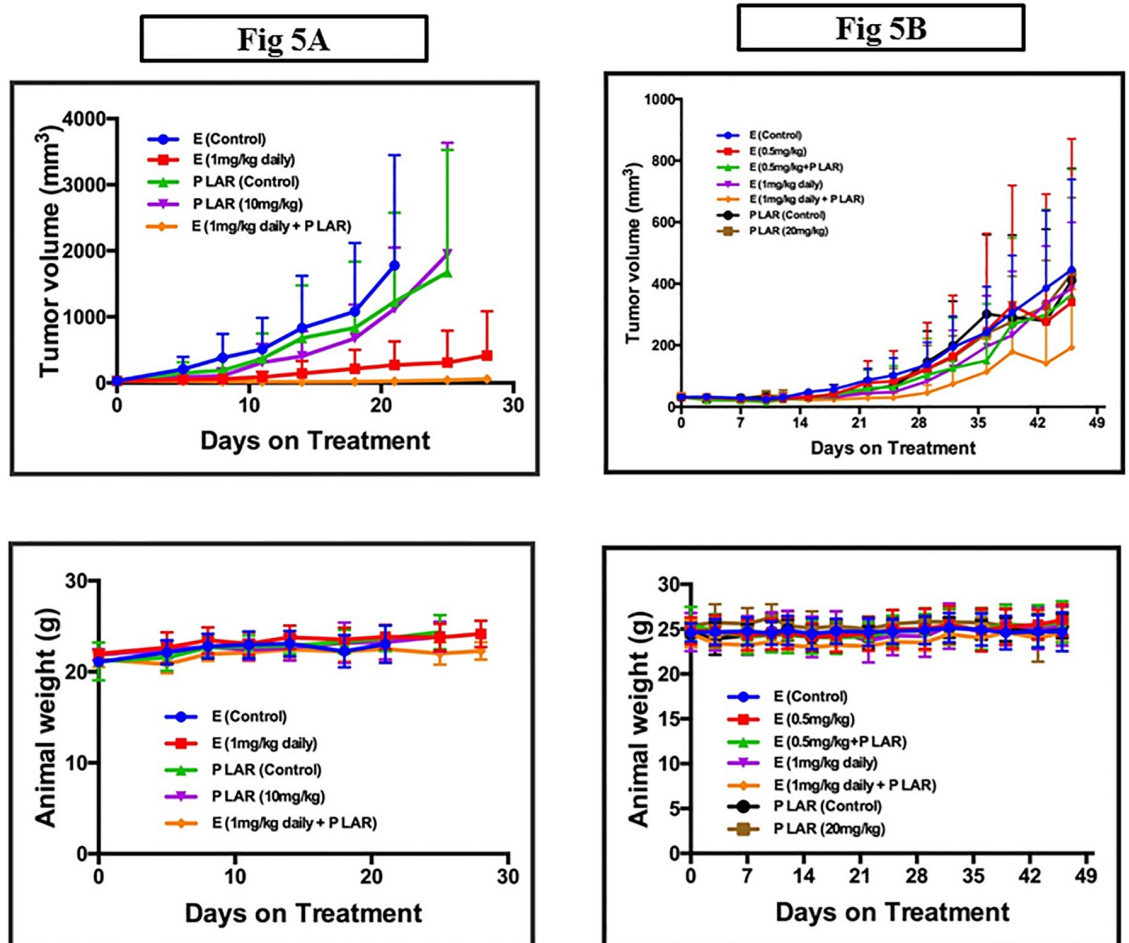 Fig 5A
Fig 5B
4000
3000
2000
1000
0
Tumor volume (mm3)
E (Control)
E (1mg/kg daily)
P LAR (Control)
P LAR (10mg/kg)
E (1mg/kg daily + P LAR)
0 10 20 30
Days on Treatment
1000
800
600
400
200
0
Tumor volume (mm3)
E (Control)
E (0.5mg/kg)
E (0.5mg/kg+P LAR)
E (1mg/kg daily)
E (1mg/kg daily + P LAR)
P LAR (Control)
P LAR (20mg/kg)
0 7 14 21 28 35 42 49
Days on Treatment
30
20
10
0
Animal weight (g)
E (Control)
E (1mg/kg daily)
P LAR (Control)
P LAR (10mg/kg)
E (1mg/kg daily + P LAR)
0 10 20 30
Days on Treatment
30
25
20
15
10
5
0
Animal weight (g)
E (Control)
E (0.5mg/kg)
E (0.5mg/kg+P LAR)
E (1mg/kg daily)
E (1mg/kg daily + P LAR)
P LAR (Control)
P LAR (20mg/kg)
0 7 14 21 28 35 42 49
Days on Treatment